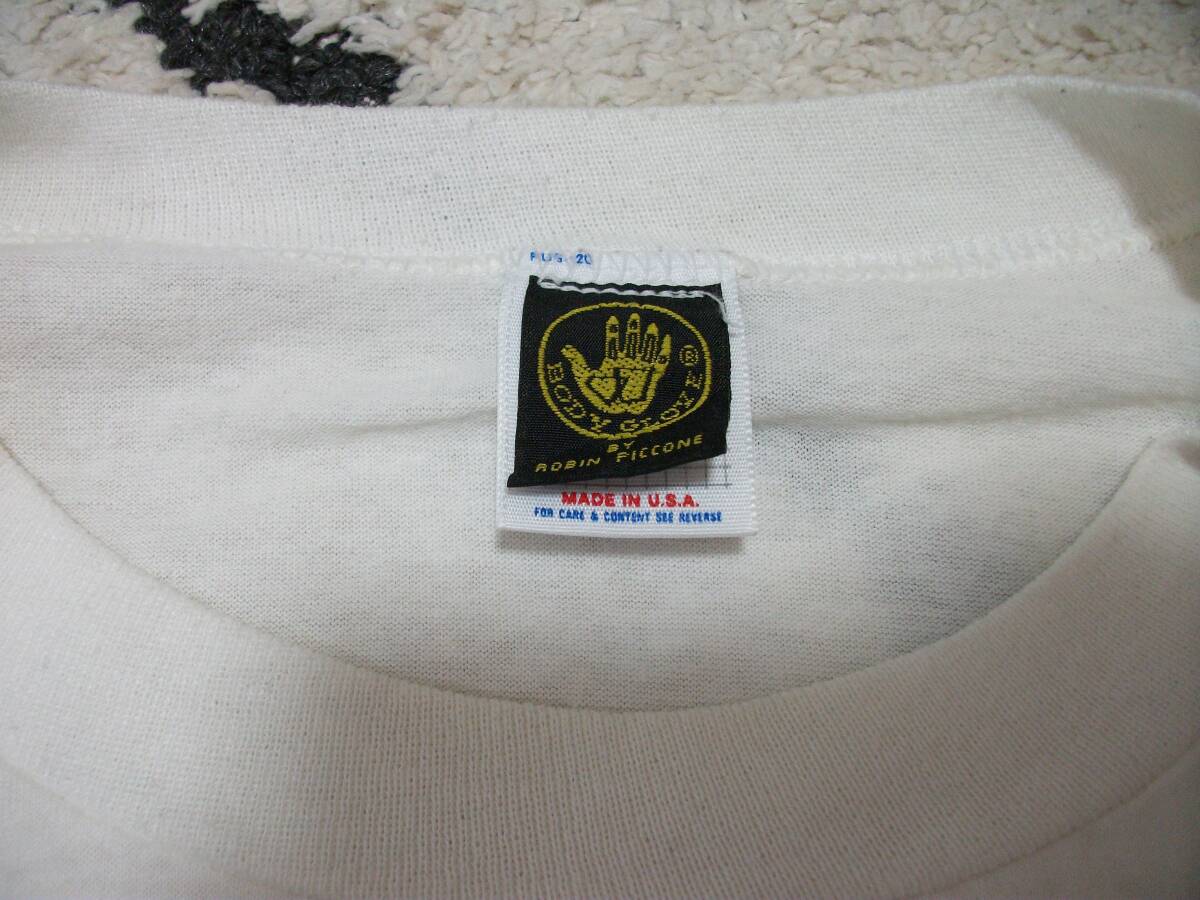 BODY GLOVE ®
BY
ROBIN PICCONE
MADE IN U.S.A.
FOR CARE & CONTENT SEE REVERSE